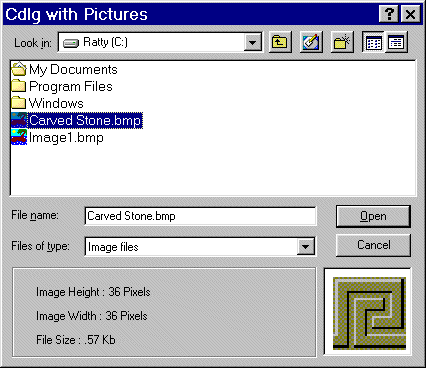 Cdlg with Pictures
Look in: Ratty (C:)
My Documents
Program Files
Windows
Carved Stone.bmp
Image1.bmp
File name: Carved Stone.bmp Open
Files of type: Image files Cancel
Image Height : 36 Pixels
Image Width : 36 Pixels
File Size : .57 Kb